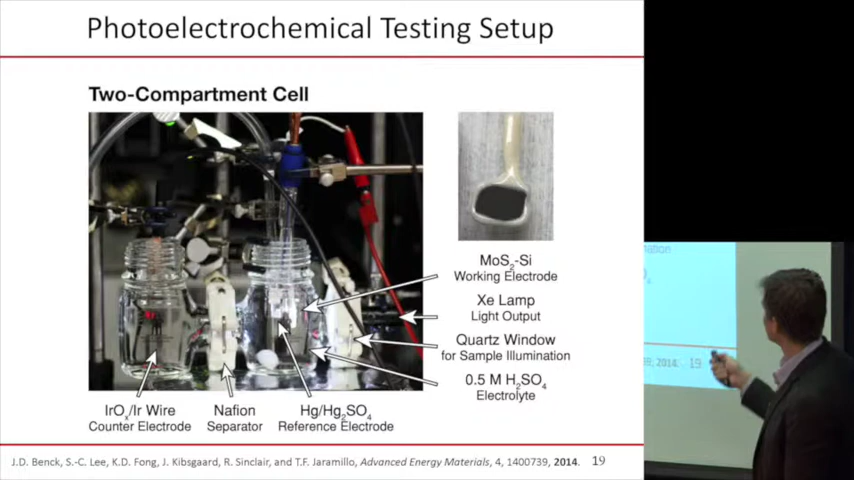 Photoelectrochemical Testing Setup
Two-Compartment Cell
MoS2-Si
Working Electrode
Xe Lamp
Light Output
Quartz Window
for Sample Illumination
0.5 M H2SO4
Electrolyte
IrOx/Ir Wire
Counter Electrode
Nafion
Separator
Hg/Hg2SO4
Reference Electrode
J.D. Benck, S.-C. Lee, K.D. Fong, J. Kibsgaard, R. Sinclair, and T.F. Jaramillo, Advanced Energy Materials, 4, 1400739, 2014. 19
2014. 19